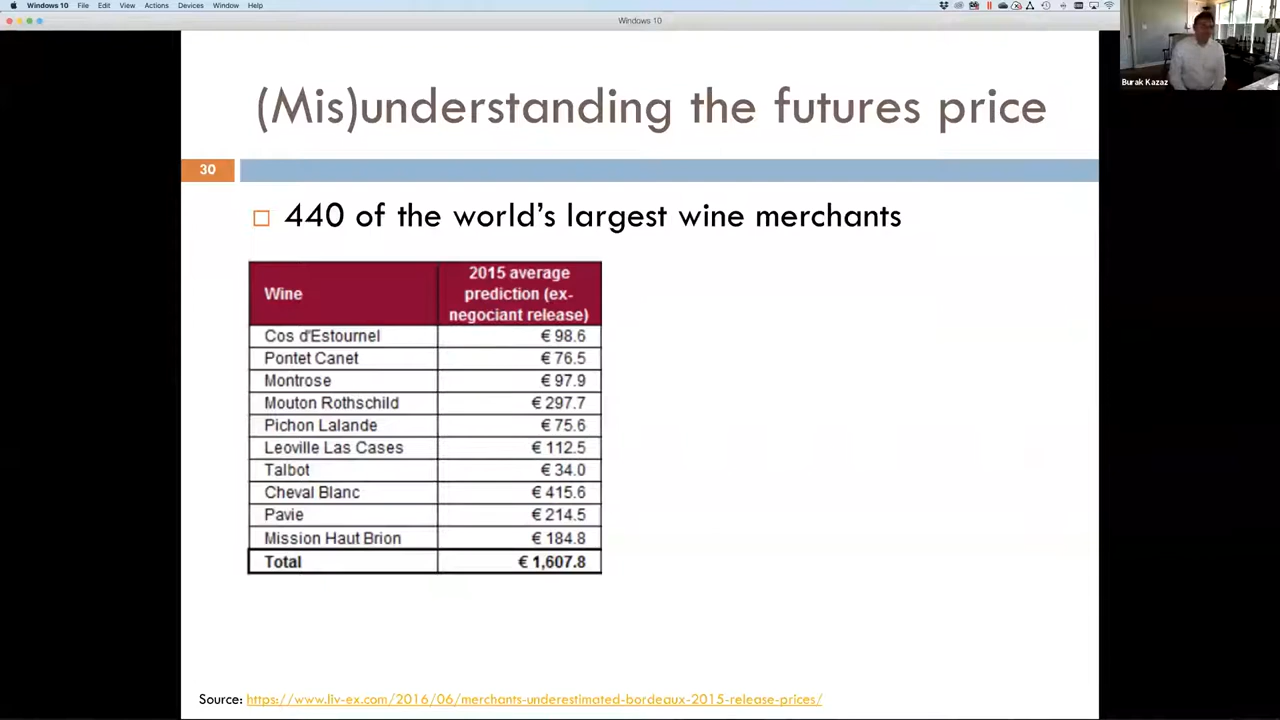 Windows 10 File Edit View Actions Devices Window Help
Windows 10
Burak Kazaz
(Mis)understanding the futures price
30
440 of the world's largest wine merchants
Wine 2015 average prediction (ex-negociant release)
Cos d'Estournel € 98.6
Pontet Canet € 76.5
Montrose € 97.9
Mouton Rothschild € 297.7
Pichon Lalande € 75.6
Leoville Las Cases € 112.5
Talbot € 34.0
Cheval Blanc € 415.6
Pavie € 214.5
Mission Haut Brion € 184.8
Total € 1,607.8
Source: https://www.liv-ex.com/2016/06/merchants-underestimated-bordeaux-2015-release-prices/